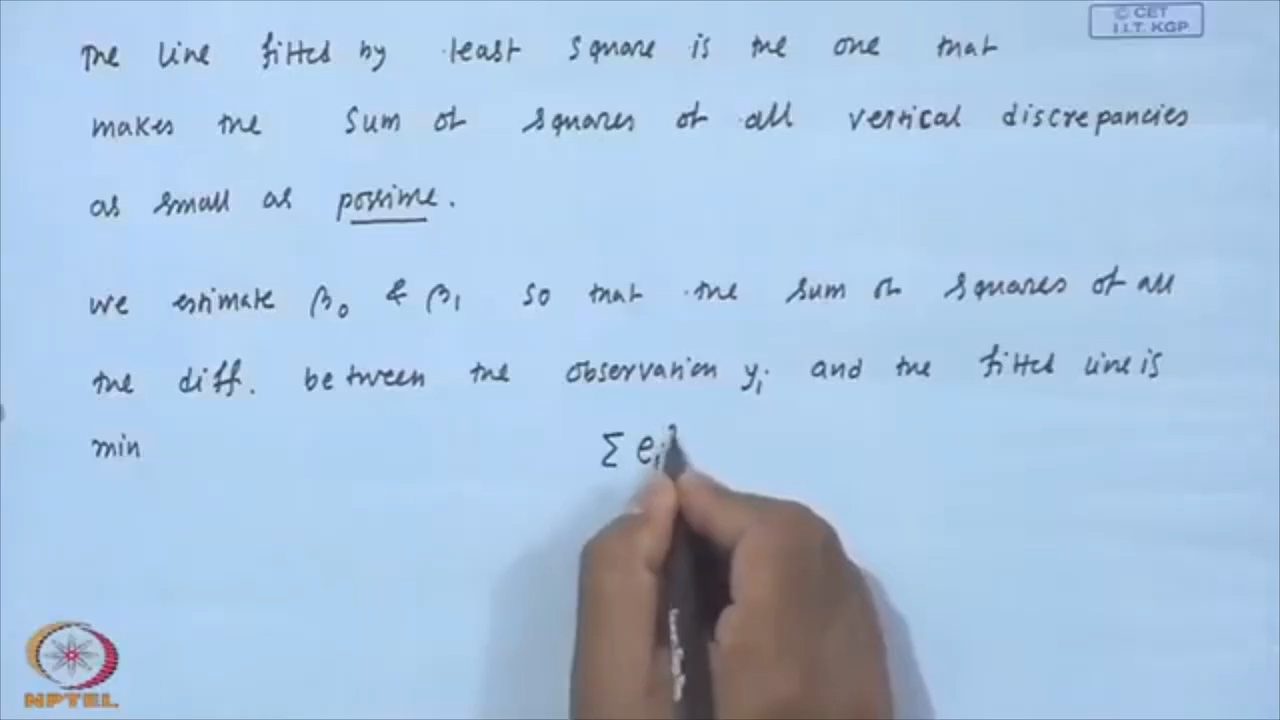 © CET
I.I.T. KGP
The line fitted by least square is the one that
makes the sum of squares of all vertical discrepancies
as small as possible.
we estimate β₀ & β₁ so that the sum of squares of all
the diff. between the observation yᵢ and the fitted line is
min Σ eᵢ²
NPTEL